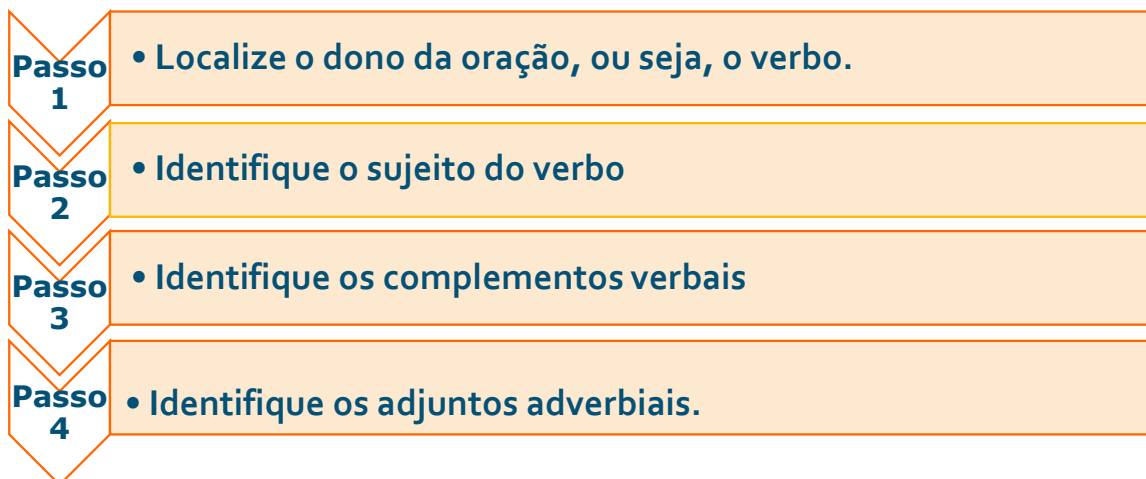 Passo
1
• Localize o dono da oração, ou seja, o verbo.
Passo
2
• Identifique o sujeito do verbo
Passo
3
• Identifique os complementos verbais
Passo
4
• Identifique os adjuntos adverbiais.